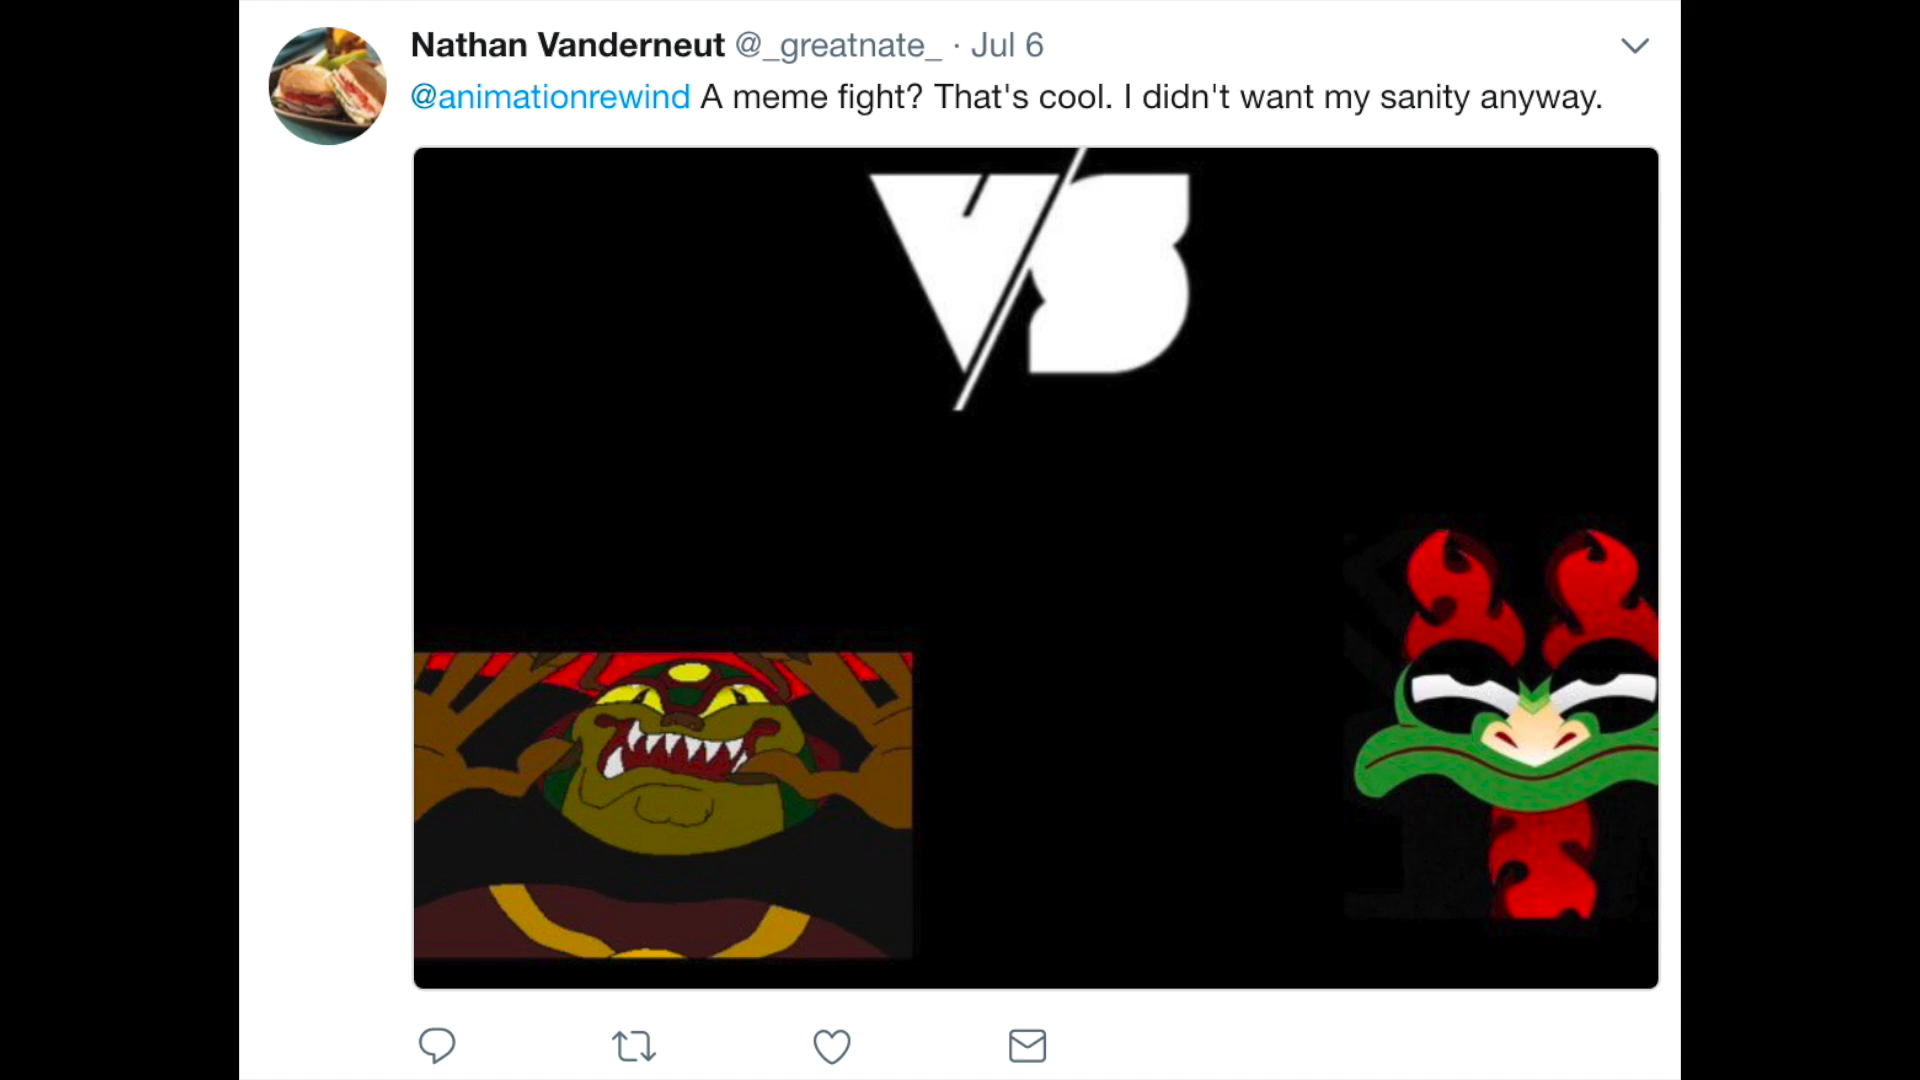 Nathan Vanderneut @_greatnate_ · Jul 6
@animationrewind A meme fight? That's cool. I didn't want my sanity anyway.
VS